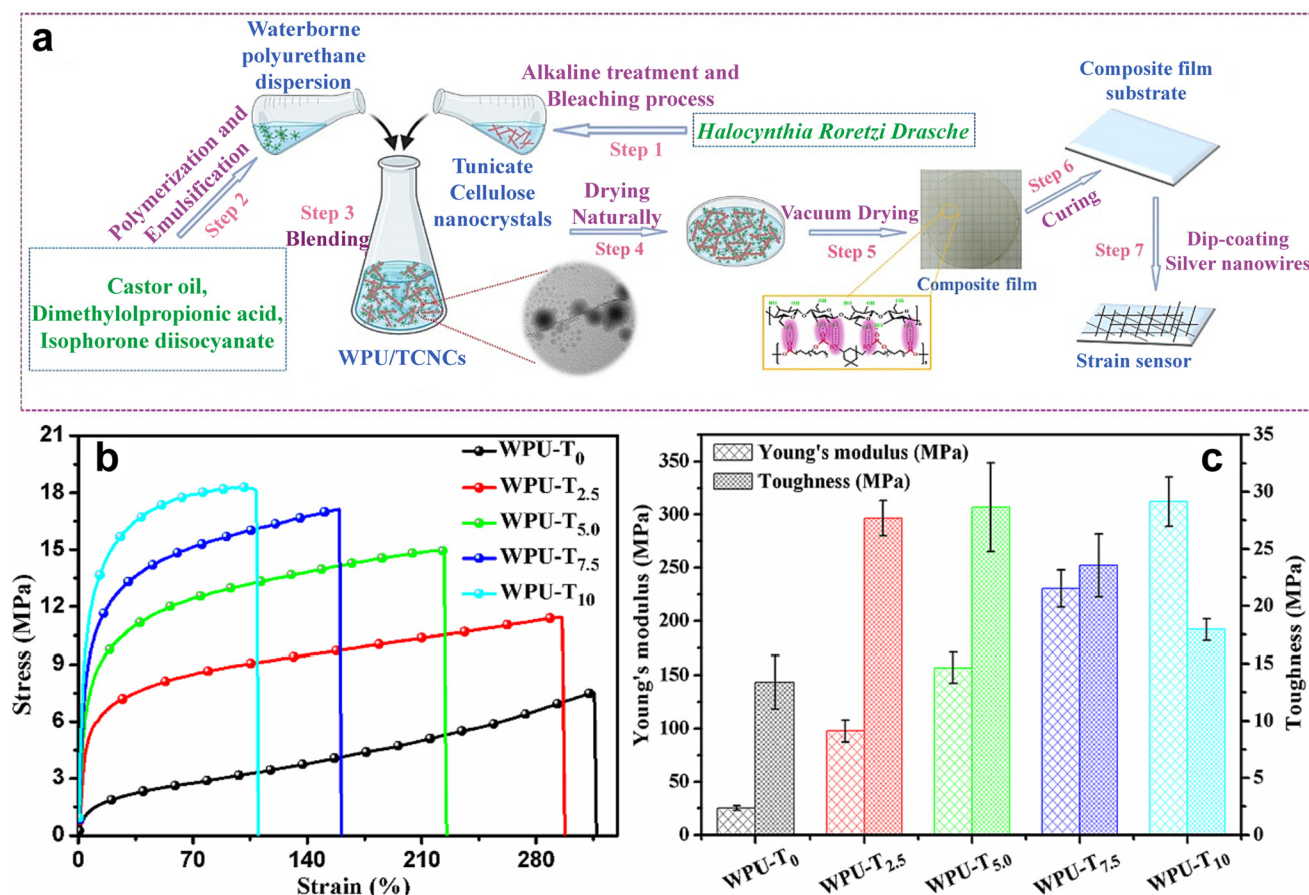 a
Waterborne
polyurethane
dispersion
Alkaline treatment and
Bleaching process
Halocynthia Roretzi Drasche
Step 1
Composite film
substrate
Polymerization and
Emulsification
Step 2
Tunicate
Cellulose
nanocrystals
Step 3
Blending
Drying
Naturally
Step 4
Vacuum Drying
Step 5
Step 6
Curing
Step 7
Dip-coating
Silver nanowires
Castor oil,
Dimethylolpropionic acid,
Isophorone diisocyanate
WPU/TCNCs
Composite film
Strain sensor
b
21
18
15
12
9
6
3
0
Stress (MPa)
0 70 140 210 280
Strain (%)
WPU-T0
WPU-T2.5
WPU-T5.0
WPU-T7.5
WPU-T10
c
Young's modulus (MPa)
Toughness (MPa)
350
300
250
200
150
100
50
0
Young's modulus (MPa)
35
30
25
20
15
10
5
0
Toughness (MPa)
WPU-T0
WPU-T2.5
WPU-T5.0
WPU-T7.5
WPU-T10